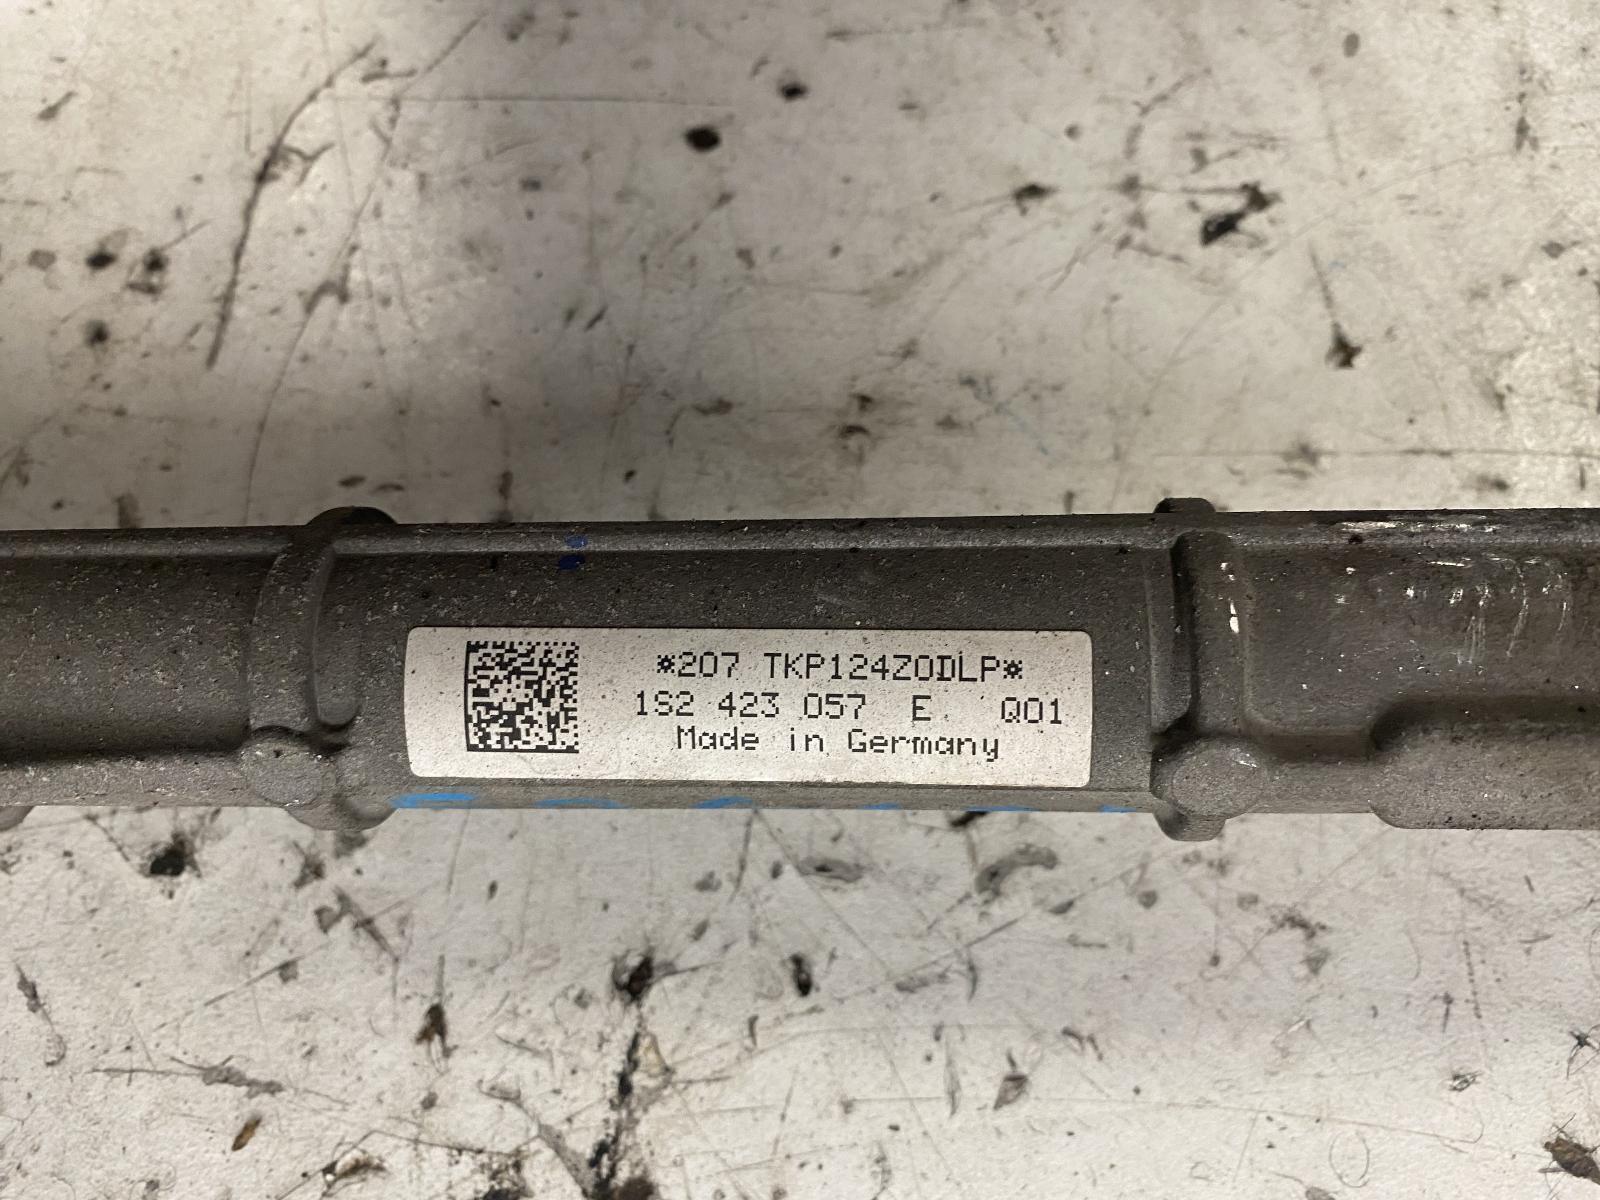 *207 TKP124Z0DLP*
1S2 423 057 E Q01
Made in Germany